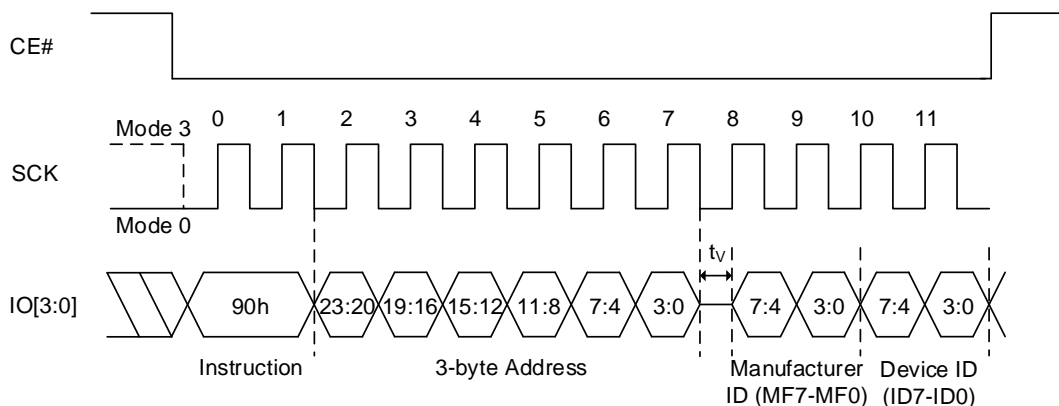 CE#
0 1 2 3 4 5 6 7 8 9 10 11
Mode 3
SCK
Mode 0
tV
IO[3:0] 90h 23:20 19:16 15:12 11:8 7:4 3:0 7:4 3:0 7:4 3:0
Instruction 3-byte Address
Manufacturer
ID (MF7-MF0)
Device ID
(ID7-ID0)